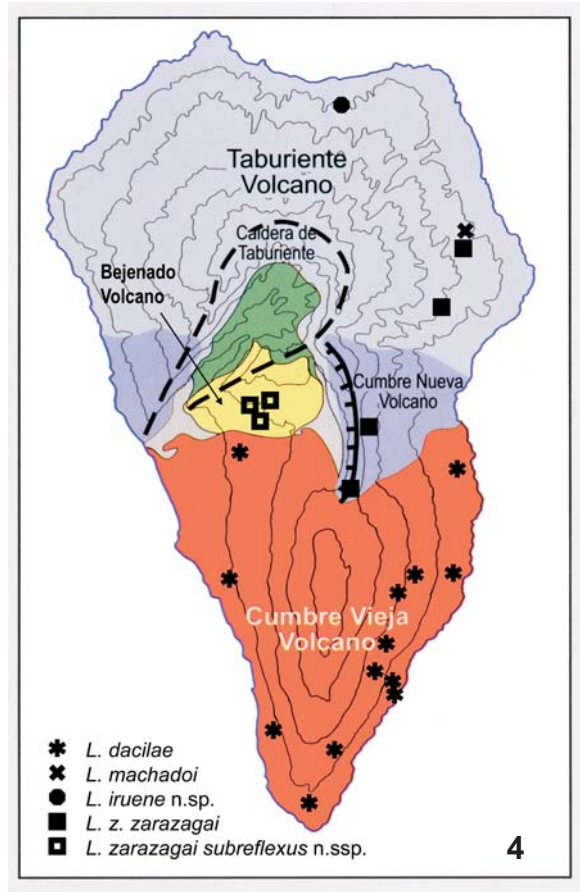 Taburiente
Volcano
Caldera de
Taburiente
Bejenado
Volcano
Cumbre Nueva
Volcano
Cumbre Vieja
Volcano
L. dacilae
L. machadoi
L. iruene n.sp.
L. z. zarazagai
L. zarazagai subreflexus n.ssp.
4